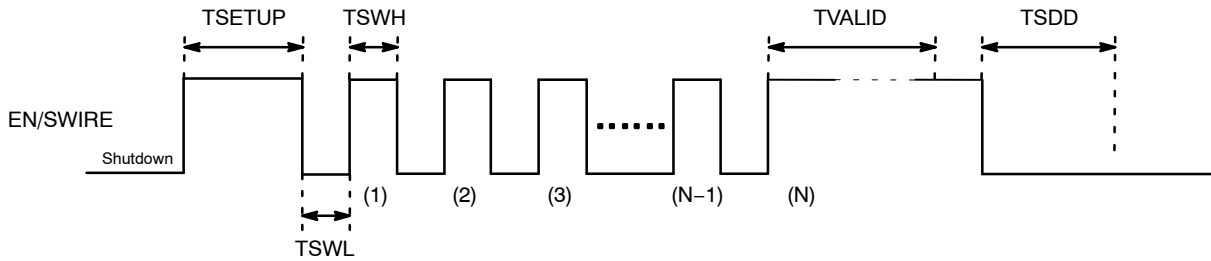 TSETUP TSWH TVALID TSDD
EN/SWIRE
Shutdown
(1) (2) (3) (N−1) (N)
TSWL